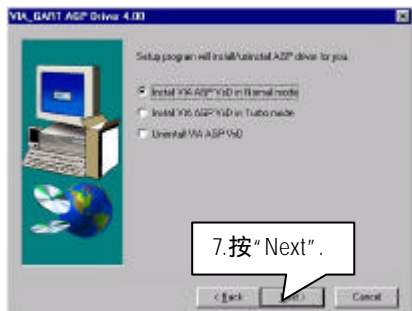 VIA_GART AGP Driver 4.00
Setup program will install/uninstall AGP driver for you.
Install VIA AGP VxD in Normal mode
Install VIA AGP VxD in Turbo mode
Uninstall VIA AGP VxD
7.按“Next”.
< Back
Next >
Cancel